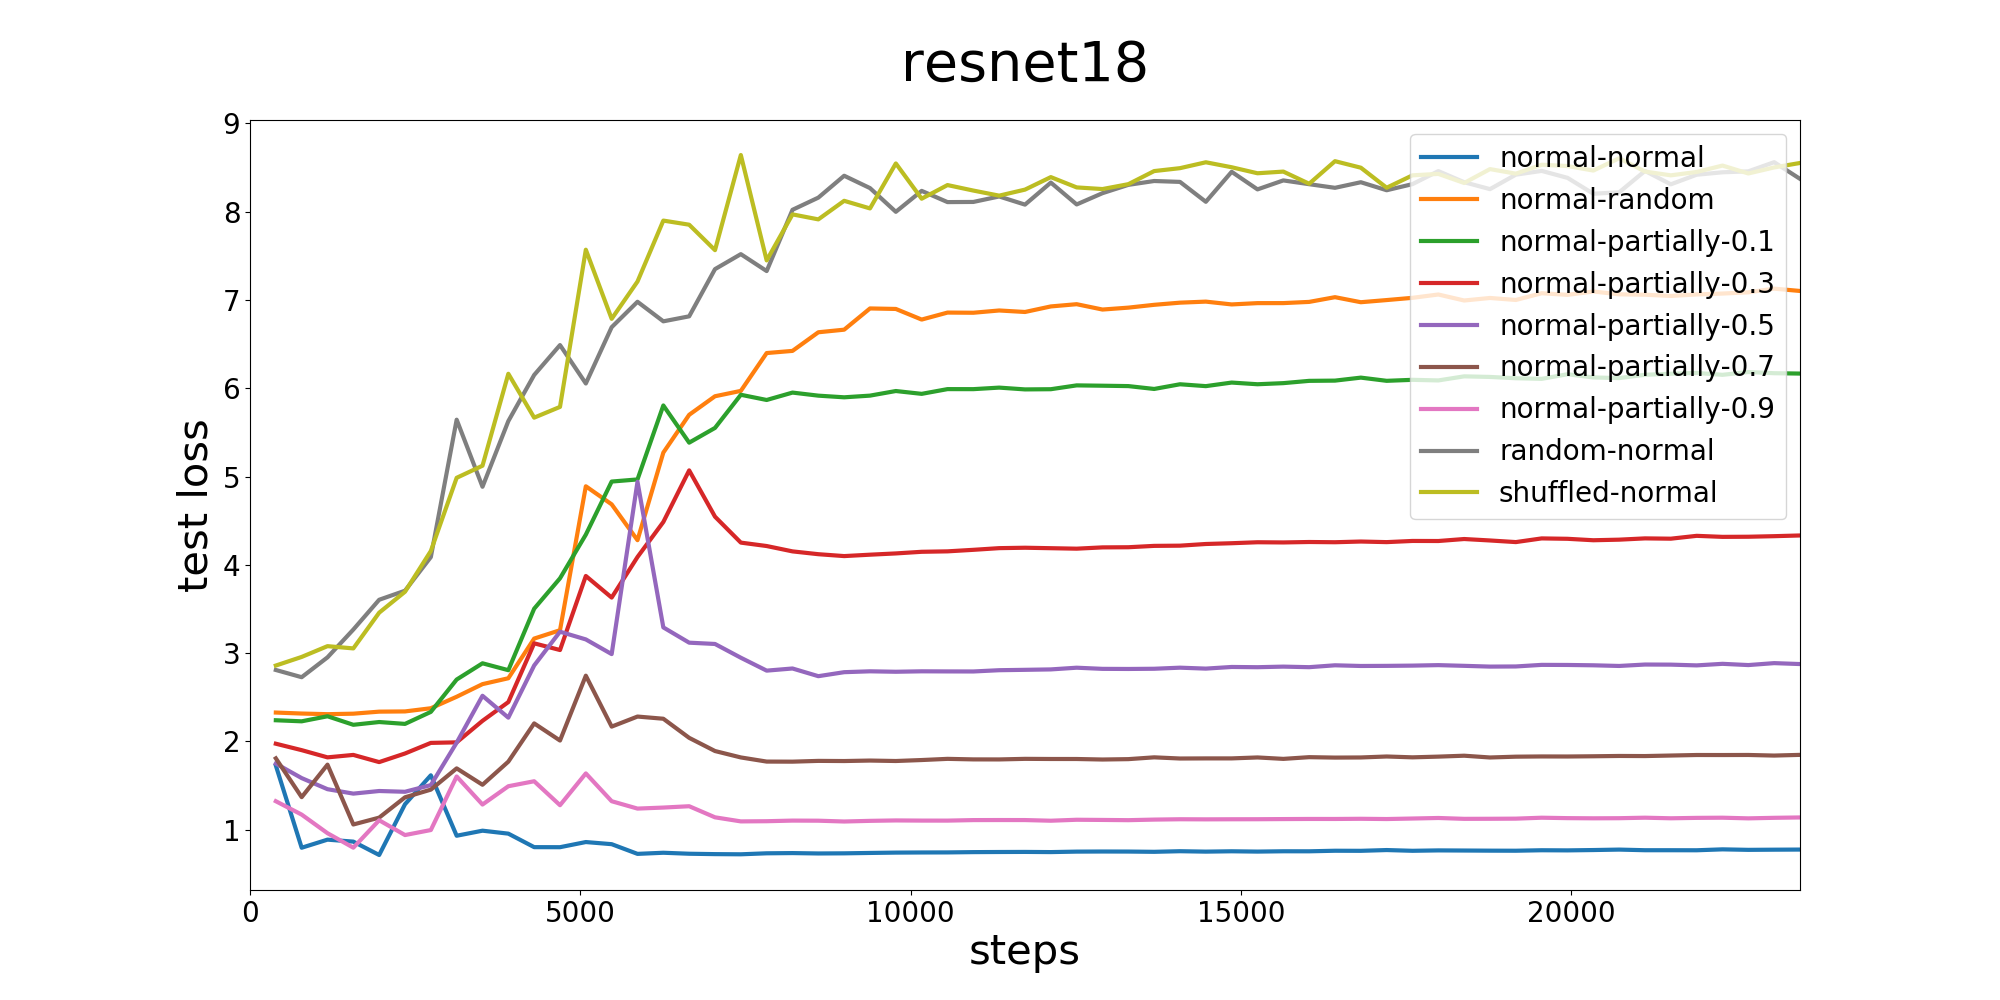 resnet18
test loss
9
8
7
6
5
4
3
2
1
normal-normal
normal-random
normal-partially-0.1
normal-partially-0.3
normal-partially-0.5
normal-partially-0.7
normal-partially-0.9
random-normal
shuffled-normal
0 5000 10000 15000 20000
steps